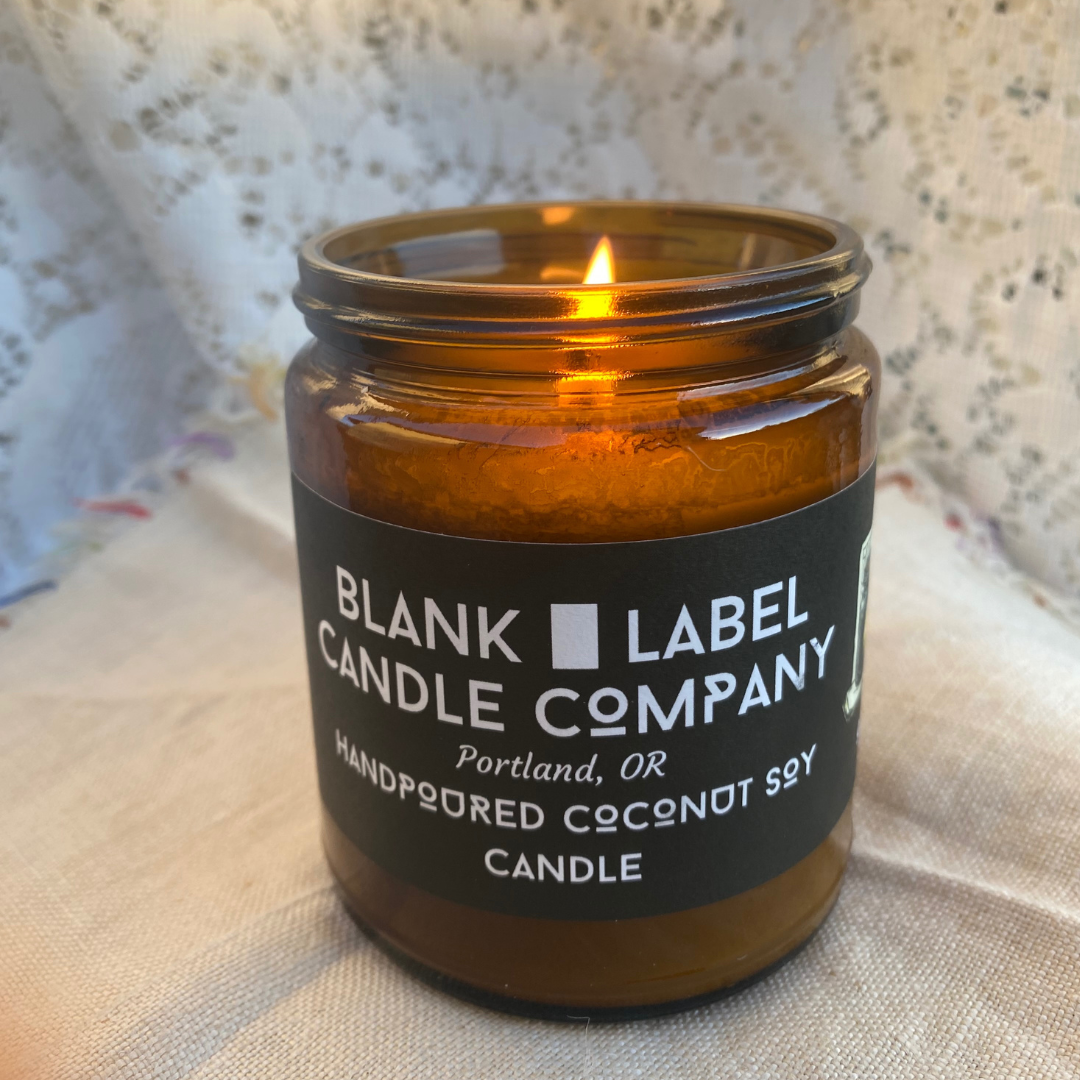 BLANK LABEL
CANDLE COMPANY
Portland, OR
HANDPOURED COCONUT SOY
CANDLE